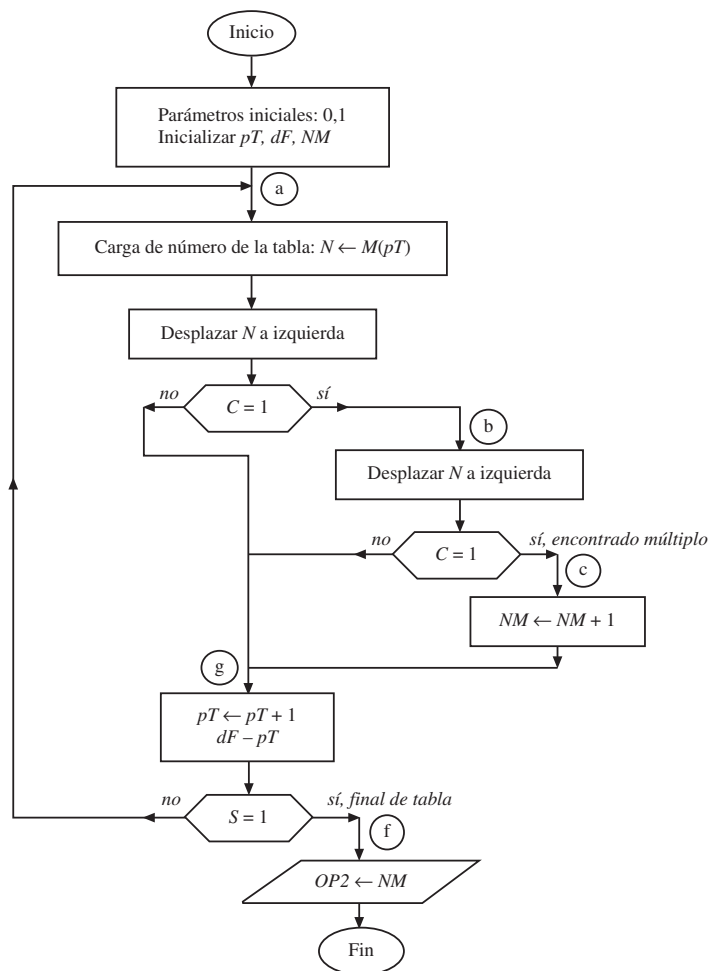 Inicio
Parámetros iniciales: 0,1
Inicializar pT, dF, NM
a
Carga de número de la tabla: N ← M(pT)
Desplazar N a izquierda
no
C = 1
sí
b
Desplazar N a izquierda
no
C = 1
sí, encontrado múltiplo
c
NM ← NM + 1
g
pT ← pT + 1
dF – pT
no
S = 1
sí, final de tabla
f
OP2 ← NM
Fin